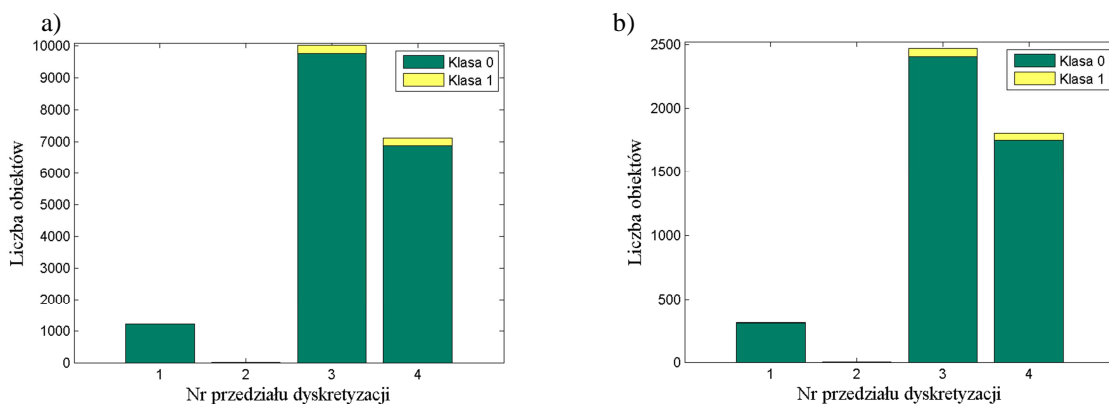 a)
10000
9000
8000
7000
6000
5000
4000
3000
2000
1000
0
Liczba obiektów
Klasa 0
Klasa 1
1 2 3 4
Nr przedziału dyskretyzacji
b)
2500
2000
1500
1000
500
0
Liczba obiektów
Klasa 0
Klasa 1
1 2 3 4
Nr przedziału dyskretyzacji